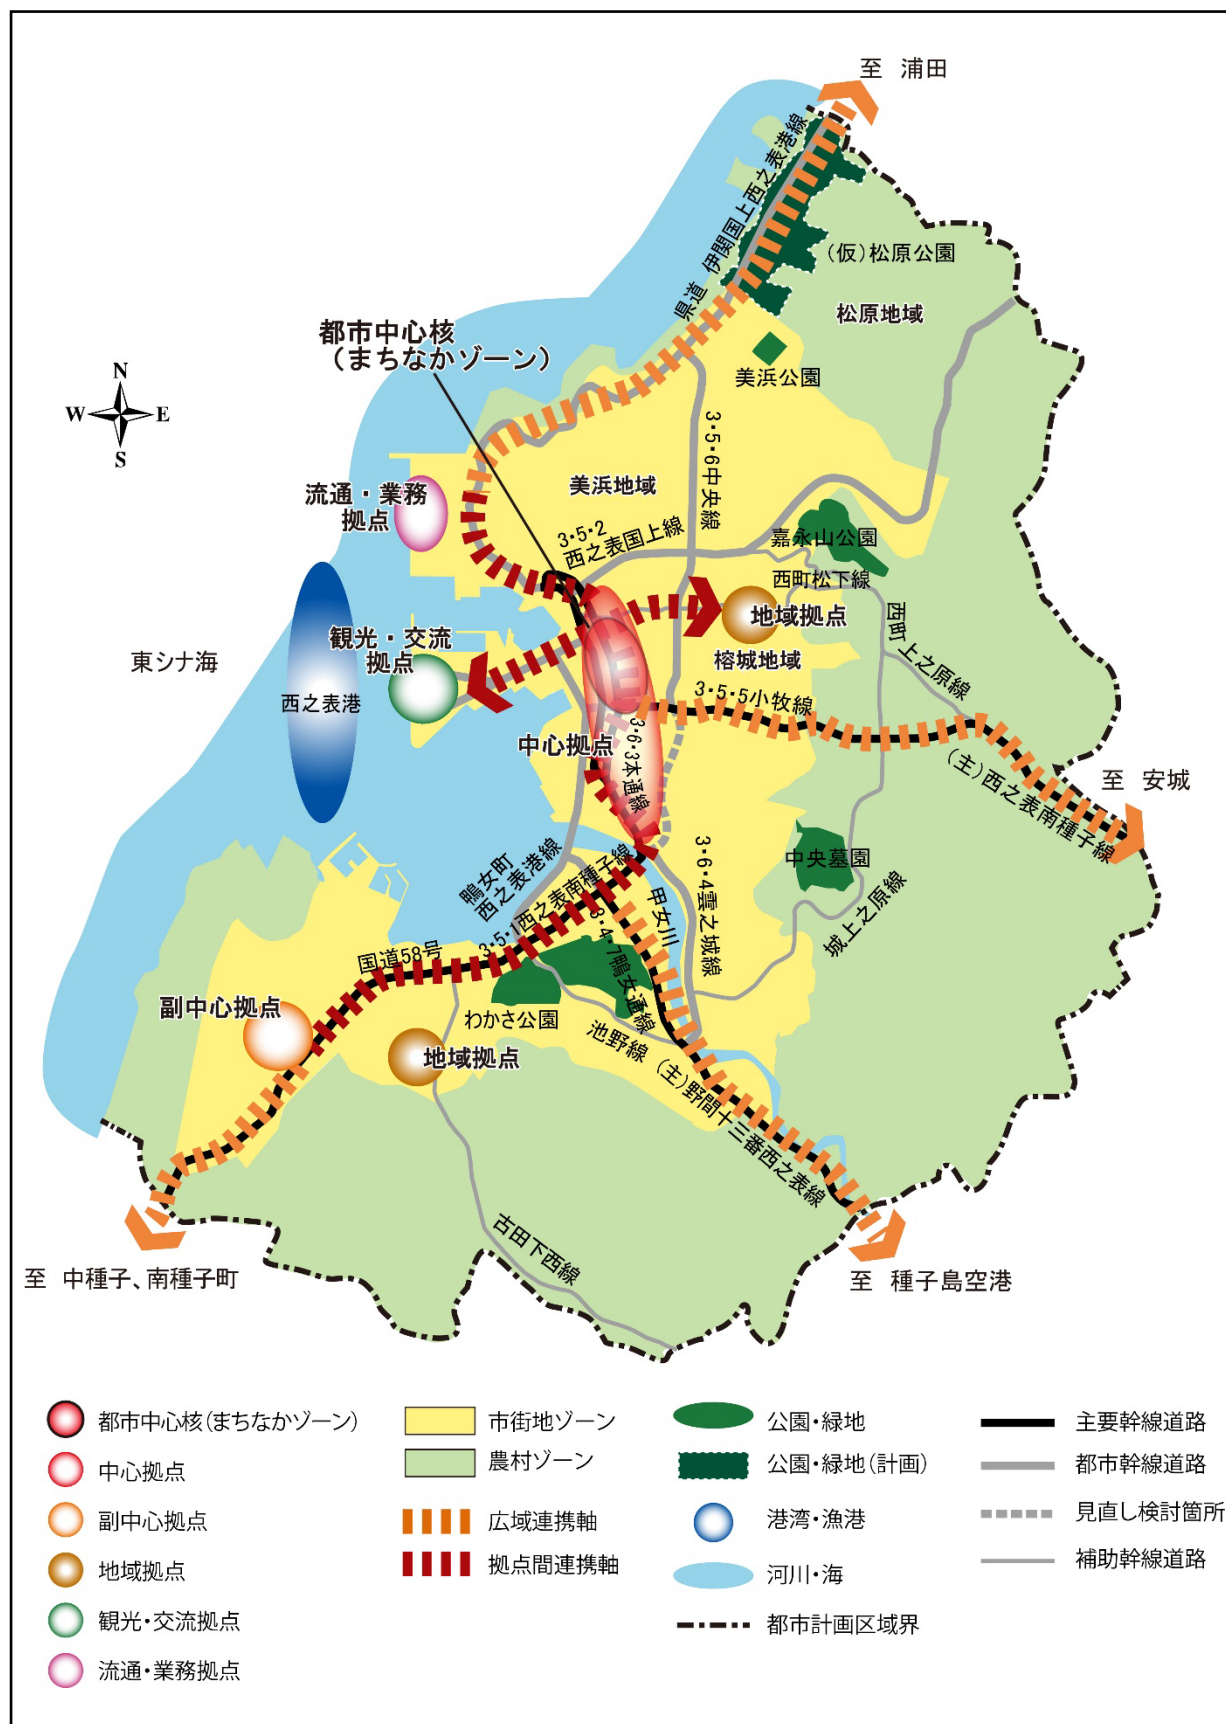 至 浦田
県道 伊関国上西之表港線
(仮)松原公園
松原地域
都市中心核
(まちなかゾーン)
美浜公園
N
W
E
S
3・5・6中央線
流通・業務
拠点
美浜地域
3・5・2
西之表国上線
嘉永山公園
西町松下線
地域拠点
西町上之原線
観光・交流
拠点
榕城地域
東シナ海
西之表港
3・5・5小牧線
中心拠点
3・6・3本通線
(主)西之表南種子線
至 安城
中央墓園
鴨女町
西之表港線
3・5・1西之表南種子線
3・6・4雲之城線
甲女川
城上之原線
国道58号
3・4・7鴨女通線
副中心拠点
わかさ公園
池野線
地域拠点
(主)野間十三番西之表線
古田下西線
至 中種子、南種子町
至 種子島空港
都市中心核(まちなかゾーン)
中心拠点
副中心拠点
地域拠点
観光・交流拠点
流通・業務拠点
市街地ゾーン
農村ゾーン
広域連携軸
拠点間連携軸
公園・緑地
公園・緑地(計画)
港湾・漁港
河川・海
都市計画区域界
主要幹線道路
都市幹線道路
見直し検討箇所
補助幹線道路